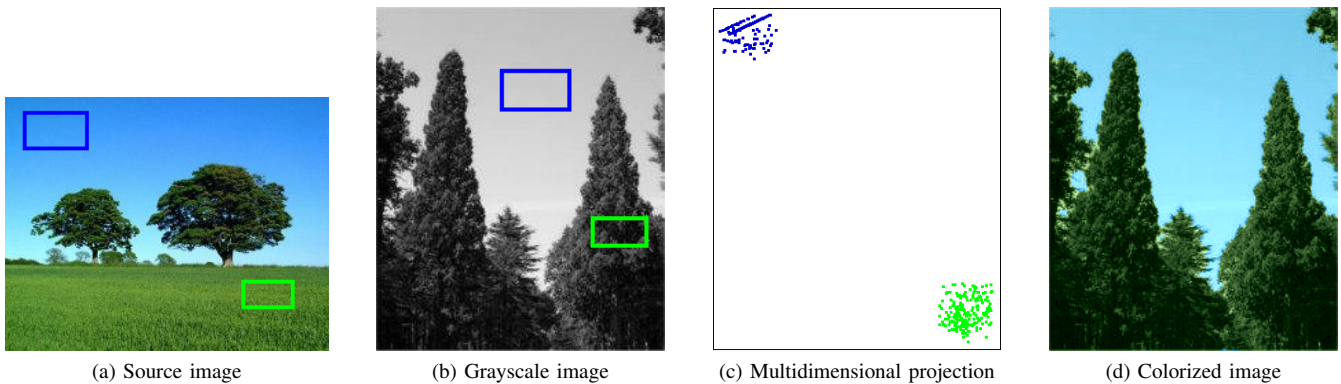 (a) Source image
(b) Grayscale image
(c) Multidimensional projection
(d) Colorized image